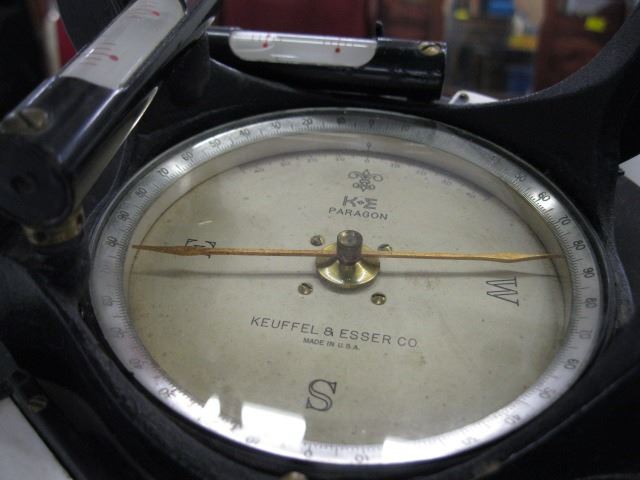 K+E
PARAGON
E
W
KEUFFEL & ESSER CO.
MADE IN U.S.A.
S